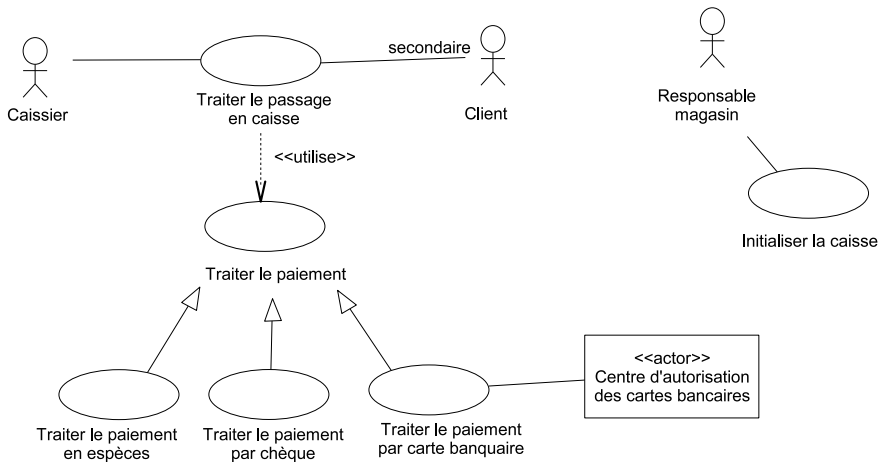 secondaire
Caissier
Traiter le passage
en caisse
Client
Responsable
magasin
<<utilise>>
Initialiser la caisse
Traiter le paiement
<<actor>>
Centre d'autorisation
des cartes bancaires
Traiter le paiement
en espèces
Traiter le paiement
par chèque
Traiter le paiement
par carte banquaire